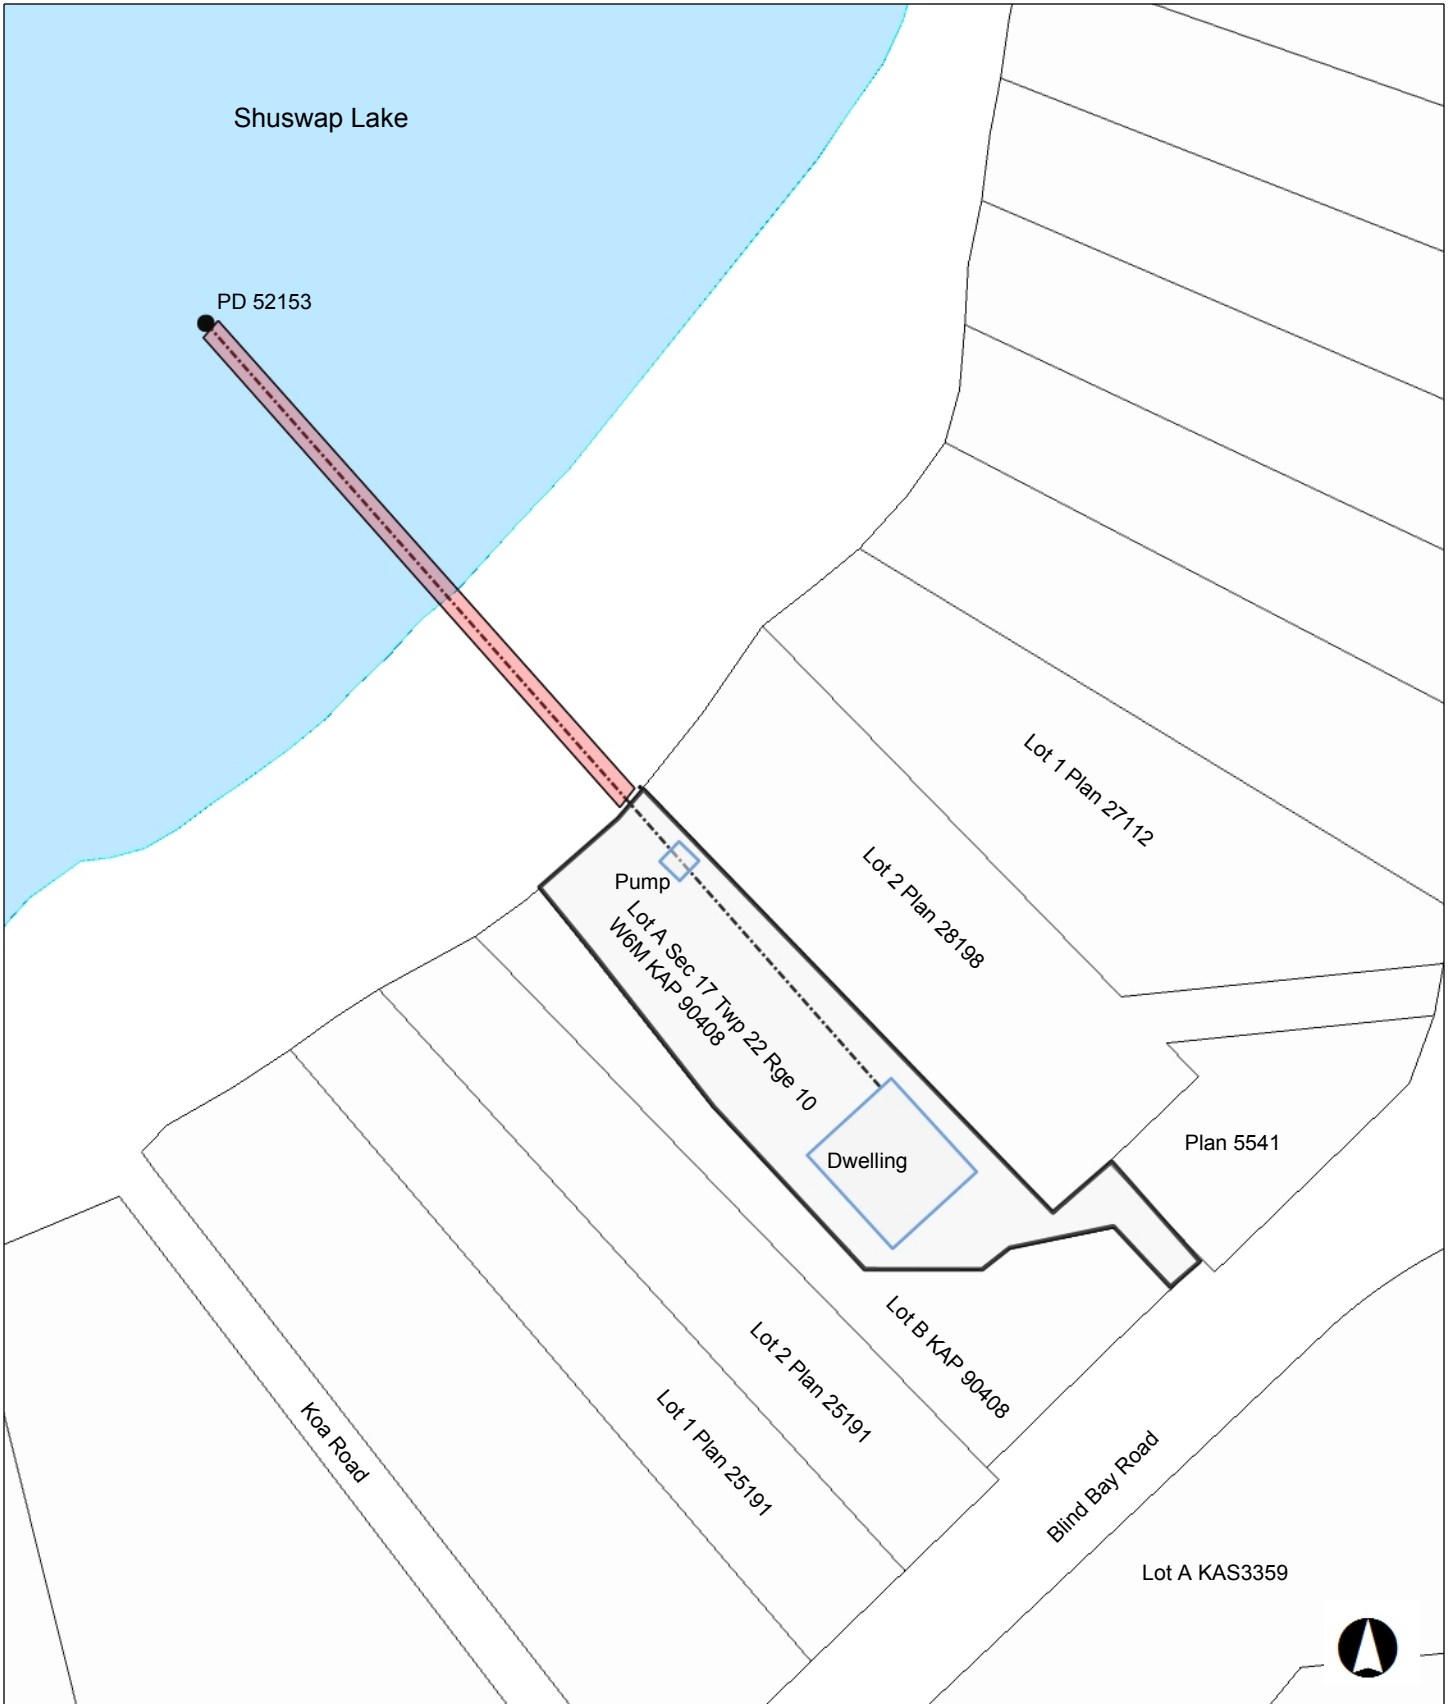 Shuswap Lake
PD 52153
Lot 1 Plan 27112
Lot 2 Plan 28198
Pump
Lot A Sec 17 Twp 22 Rge 10
W6M KAP 90408
Plan 5541
Dwelling
Lot B KAP 90408
Lot 2 Plan 25191
Lot 1 Plan 25191
Koa Road
Blind Bay Road
Lot A KAS3359